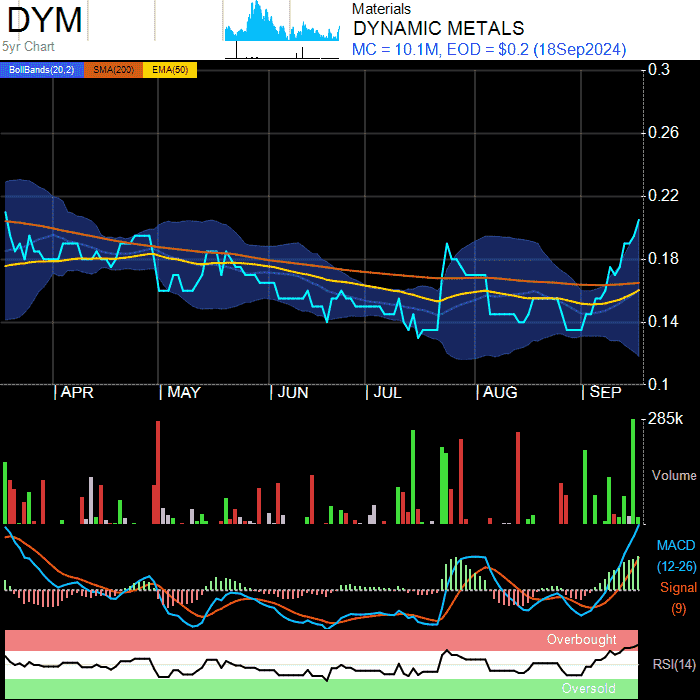 DYM
5yr Chart
Materials
DYNAMIC METALS
MC = 10.1M, EOD = $0.2 (18Sep2024)
BollBands(20,2) SMA(200) EMA(50)
0.3
0.26
0.22
0.18
0.14
0.1
APR MAY JUN JUL AUG SEP
285k
Volume
MACD
(12-26)
Signal
(9)
Overbought
RSI(14)
Oversold